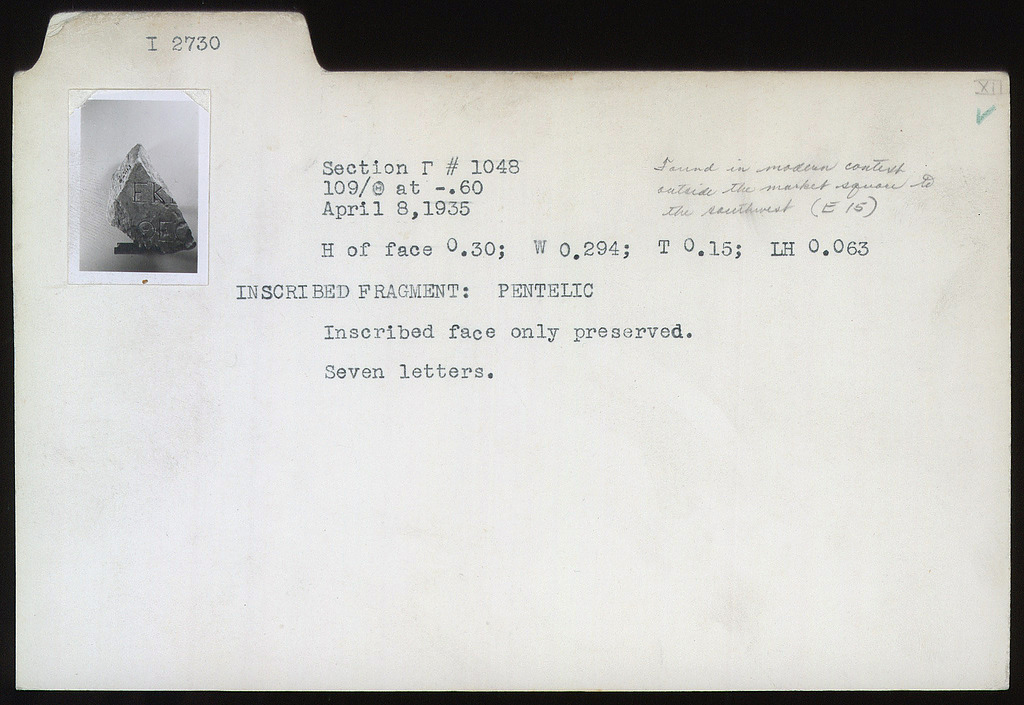 I 2730
XII
Section Γ # 1048
109/Θ at -.60
April 8,1935
Found in modern context
outside the market square to
the southwest (E 15)
H of face 0.30; W 0.294; T 0.15; LH 0.063
INSCRIBED FRAGMENT: PENTELIC
Inscribed face only preserved.
Seven letters.
ΕΚ